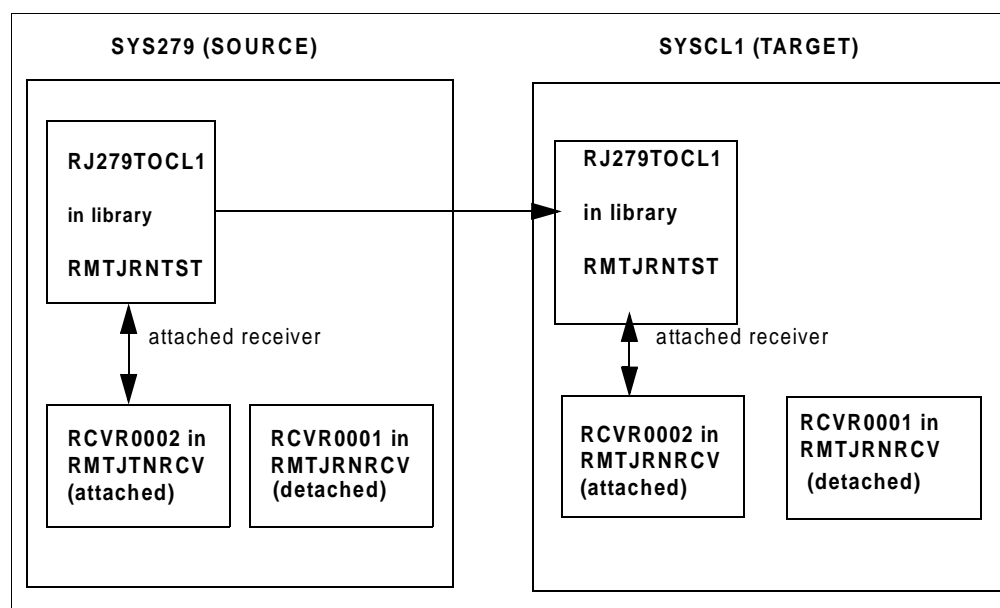 SYS279 (SOURCE)
RJ279TOCL1
in library
RMTJRNTST
attached receiver
RCVR0002 in
RMTJTNRCV
(attached)
RCVR0001 in
RMTJRNRCV
(detached)
SYSCL1 (TARGET)
RJ279TOCL1
in library
RMTJRNTST
attached receiver
RCVR0002 in
RMTJRNRCV
(attached)
RCVR0001 in
RMTJRNRCV
(detached)